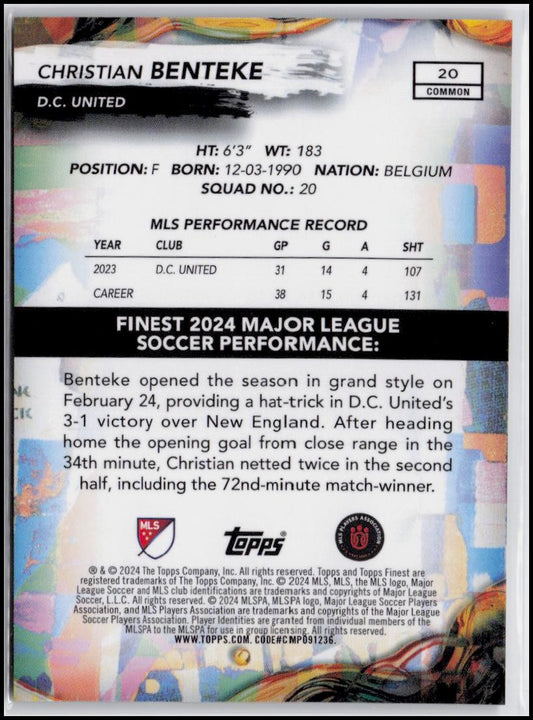 CHRISTIAN BENTEKE
D.C. UNITED
20
COMMON
HT: 6'3" WT: 183
POSITION: F BORN: 12-03-1990 NATION: BELGIUM
SQUAD NO.: 20
MLS PERFORMANCE RECORD
YEAR CLUB GP G A SHT
2023 D.C. UNITED 31 14 4 107
CAREER 38 15 4 131
FINEST 2024 MAJOR LEAGUE
SOCCER PERFORMANCE:
Benteke opened the season in grand style on
February 24, providing a hat-trick in D.C. United's
3-1 victory over New England. After heading
home the opening goal from close range in the
34th minute, Christian netted twice in the second
half, including the 72nd-minute match-winner.
MLS
Topps®
MLS PLAYERS ASSOCIATION
® & © 2024 The Topps Company, Inc. All rights reserved. Topps and Topps Finest are
registered trademarks of The Topps Company, Inc. © 2024 MLS, MLS, the MLS logo, Major
League Soccer and MLS club identifications are trademarks and copyrights of Major League
Soccer, L.L.C. All rights reserved. © 2024 MLSPA, MLSPA logo, Major League Soccer Players
Association, and MLS Players Association are trademarks and copyrights of the Major League
Soccer Players Association. Player Identities are granted from individual members of the
MLSPA to the MLSPA for use in group licensing. All rights reserved.
WWW.TOPPS.COM. CODE#CMP091236.